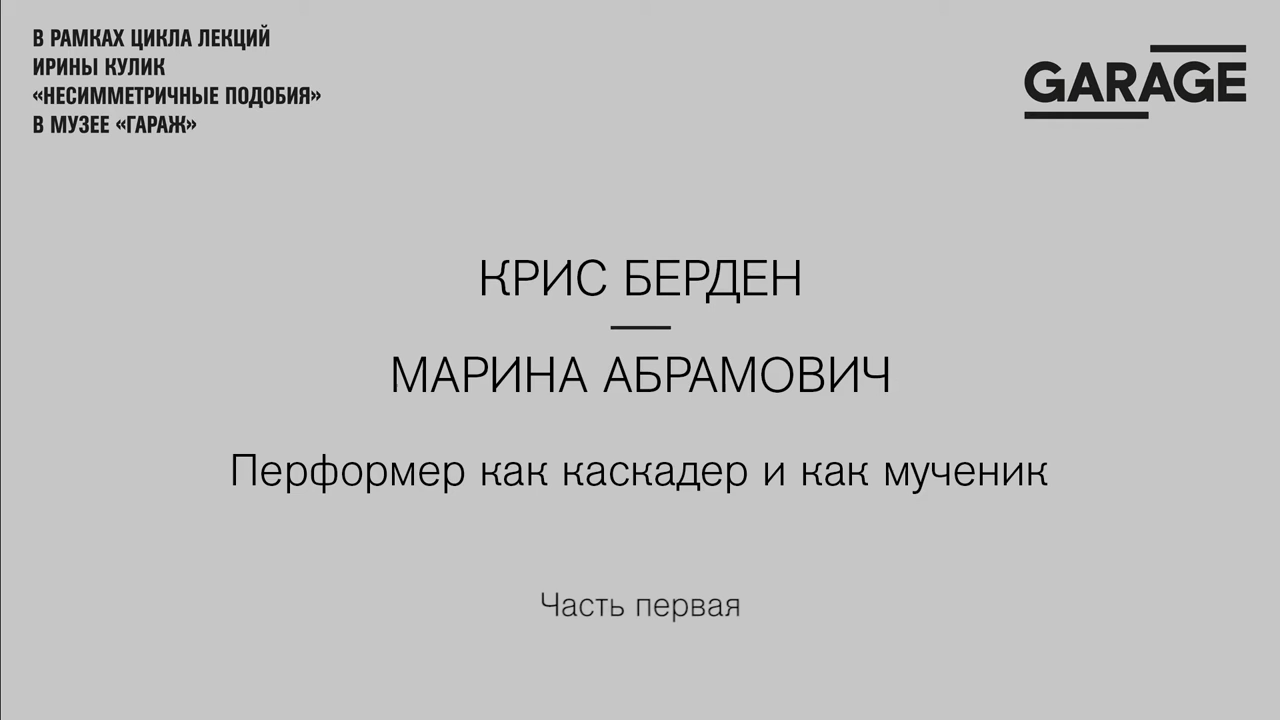 В РАМКАХ ЦИКЛА ЛЕКЦИЙ
ИРИНЫ КУЛИК
«НЕСИММЕТРИЧНЫЕ ПОДОБИЯ»
В МУЗЕЕ «ГАРАЖ»
GARAGE
КРИС БЕРДЕН
МАРИНА АБРАМОВИЧ
Перформер как каскадер и как мученик
Часть первая